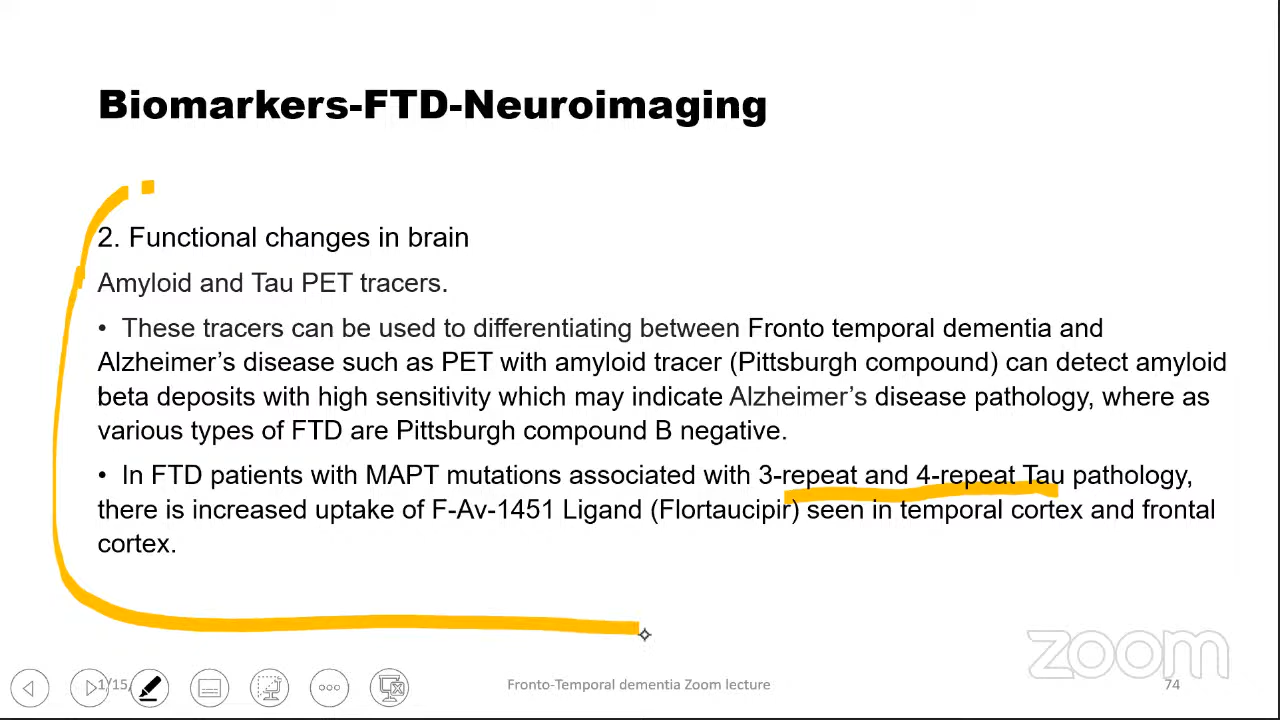 Biomarkers-FTD-Neuroimaging
2. Functional changes in brain
Amyloid and Tau PET tracers.
• These tracers can be used to differentiating between Fronto temporal dementia and
Alzheimer’s disease such as PET with amyloid tracer (Pittsburgh compound) can detect amyloid
beta deposits with high sensitivity which may indicate Alzheimer’s disease pathology, where as
various types of FTD are Pittsburgh compound B negative.
• In FTD patients with MAPT mutations associated with 3-repeat and 4-repeat Tau pathology,
there is increased uptake of F-Av-1451 Ligand (Flortaucipir) seen in temporal cortex and frontal
cortex.
zoom
1/15/
Fronto-Temporal dementia Zoom lecture
74